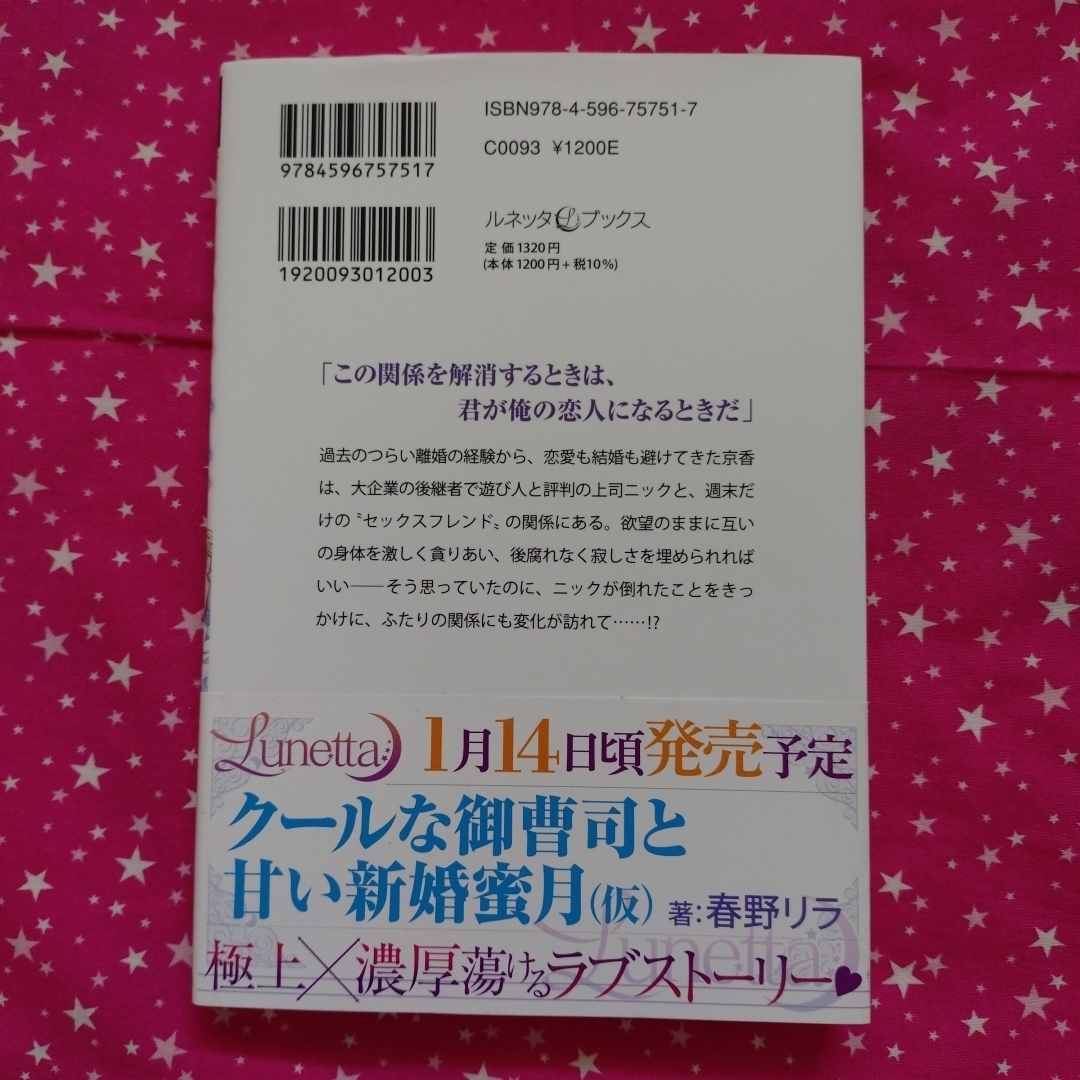 ISBN978-4-596-75751-7
C0093 ¥1200E
9784596757517
ルネッタ L ブックス
定価1320円
(本体1200円+税10%)
1920093012003
「この関係を解消するときは、
君が俺の恋人になるときだ」
過去のつらい離婚の経験から、恋愛も結婚も避けてきた京香
は、大企業の後継者で遊び人と評判の上司ニックと、週末だ
けの〝セックスフレンド〟の関係にある。欲望のままに互い
の身体を激しく貪りあい、後腐れなく寂しさを埋められれば
いい――そう思っていたのに、ニックが倒れたことをきっ
かけに、ふたりの関係にも変化が訪れて……!?
Lunetta 1月14日頃発売予定
クールな御曹司と
甘い新婚蜜月(仮) 著:春野リラ
Lunetta
極上×濃厚蕩けるラブストーリー♥